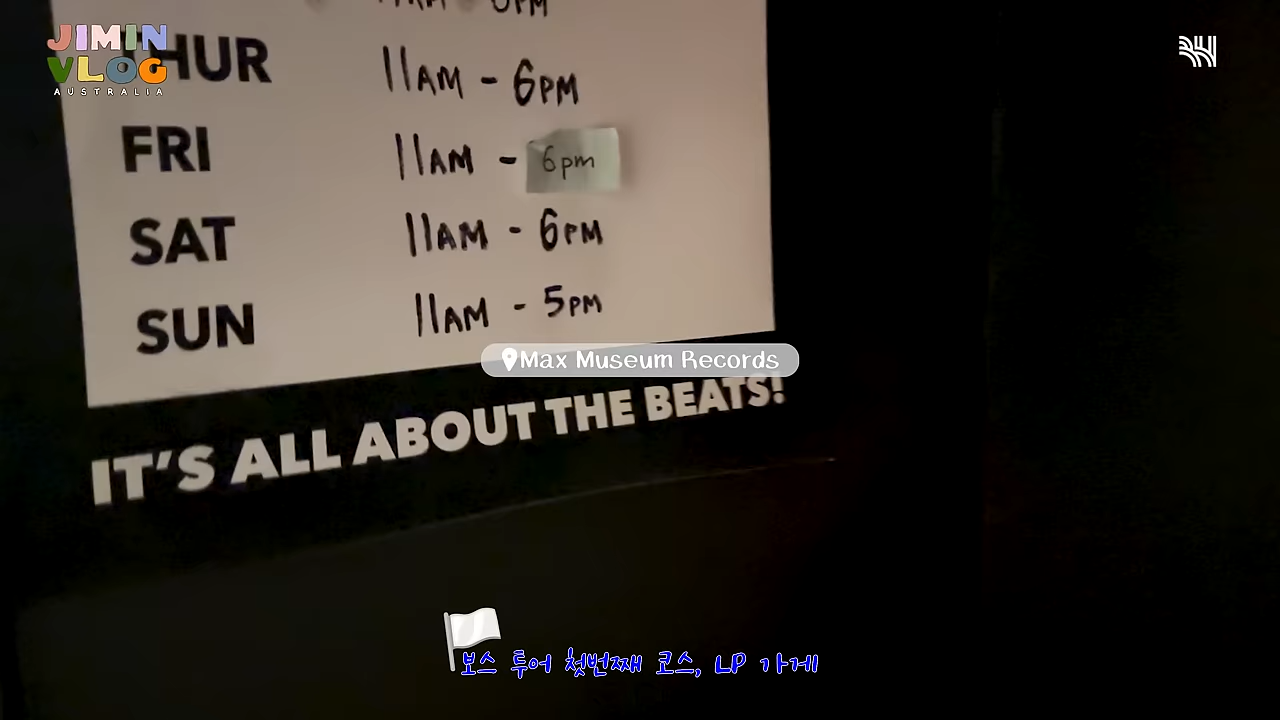 JIMIN
VLOG
AUSTRALIA
THUR 11AM - 6PM
FRI 11AM - 6pm
SAT 11AM - 6PM
SUN 11AM - 5PM
Max Museum Records
IT'S ALL ABOUT THE BEATS!
보스 투어 첫번째 코스, LP 가게